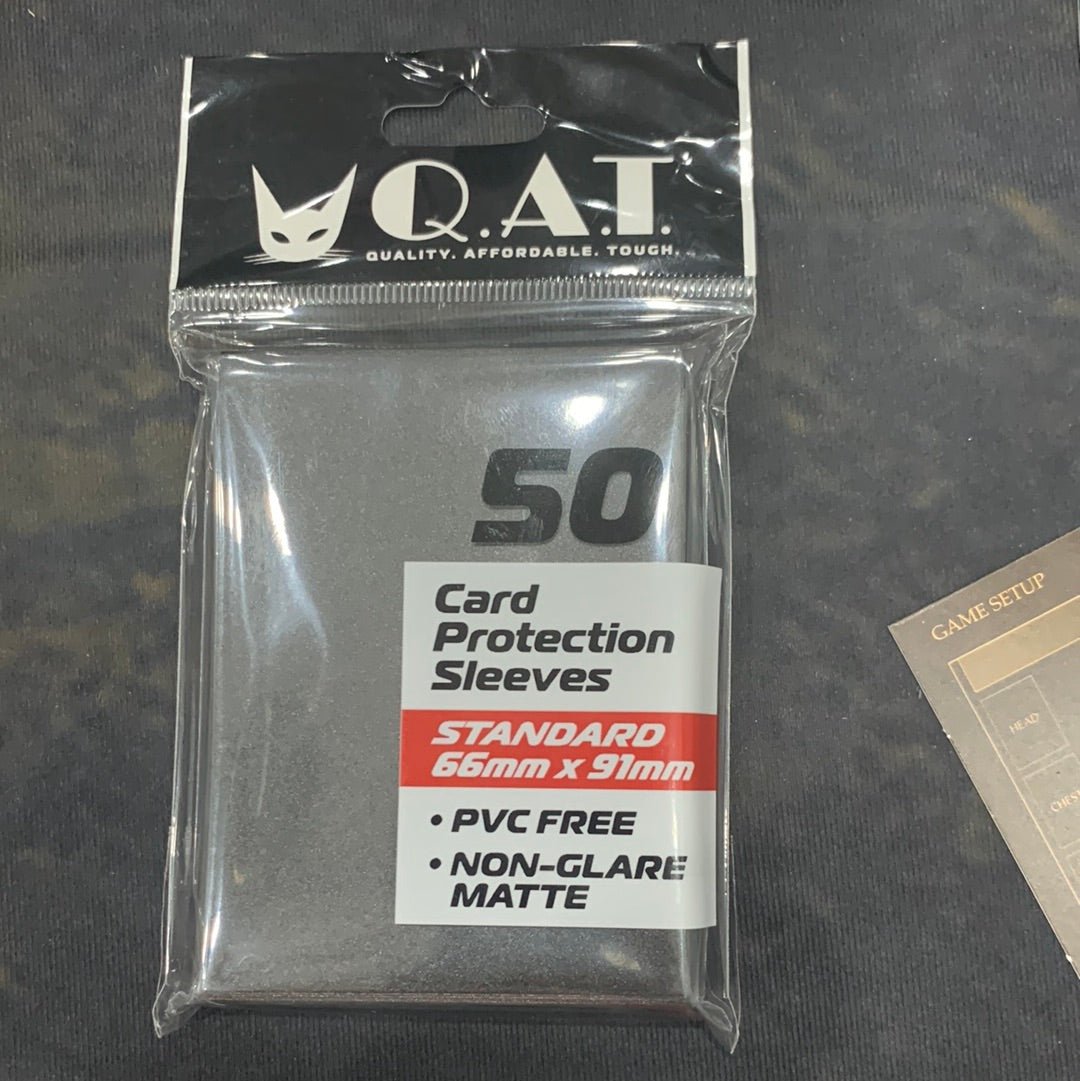 Q.A.T.
QUALITY. AFFORDABLE. TOUGH.
50
Card
Protection
Sleeves
STANDARD
66mm x 91mm
• PVC FREE
• NON-GLARE
MATTE
GAME SETUP
HEAD